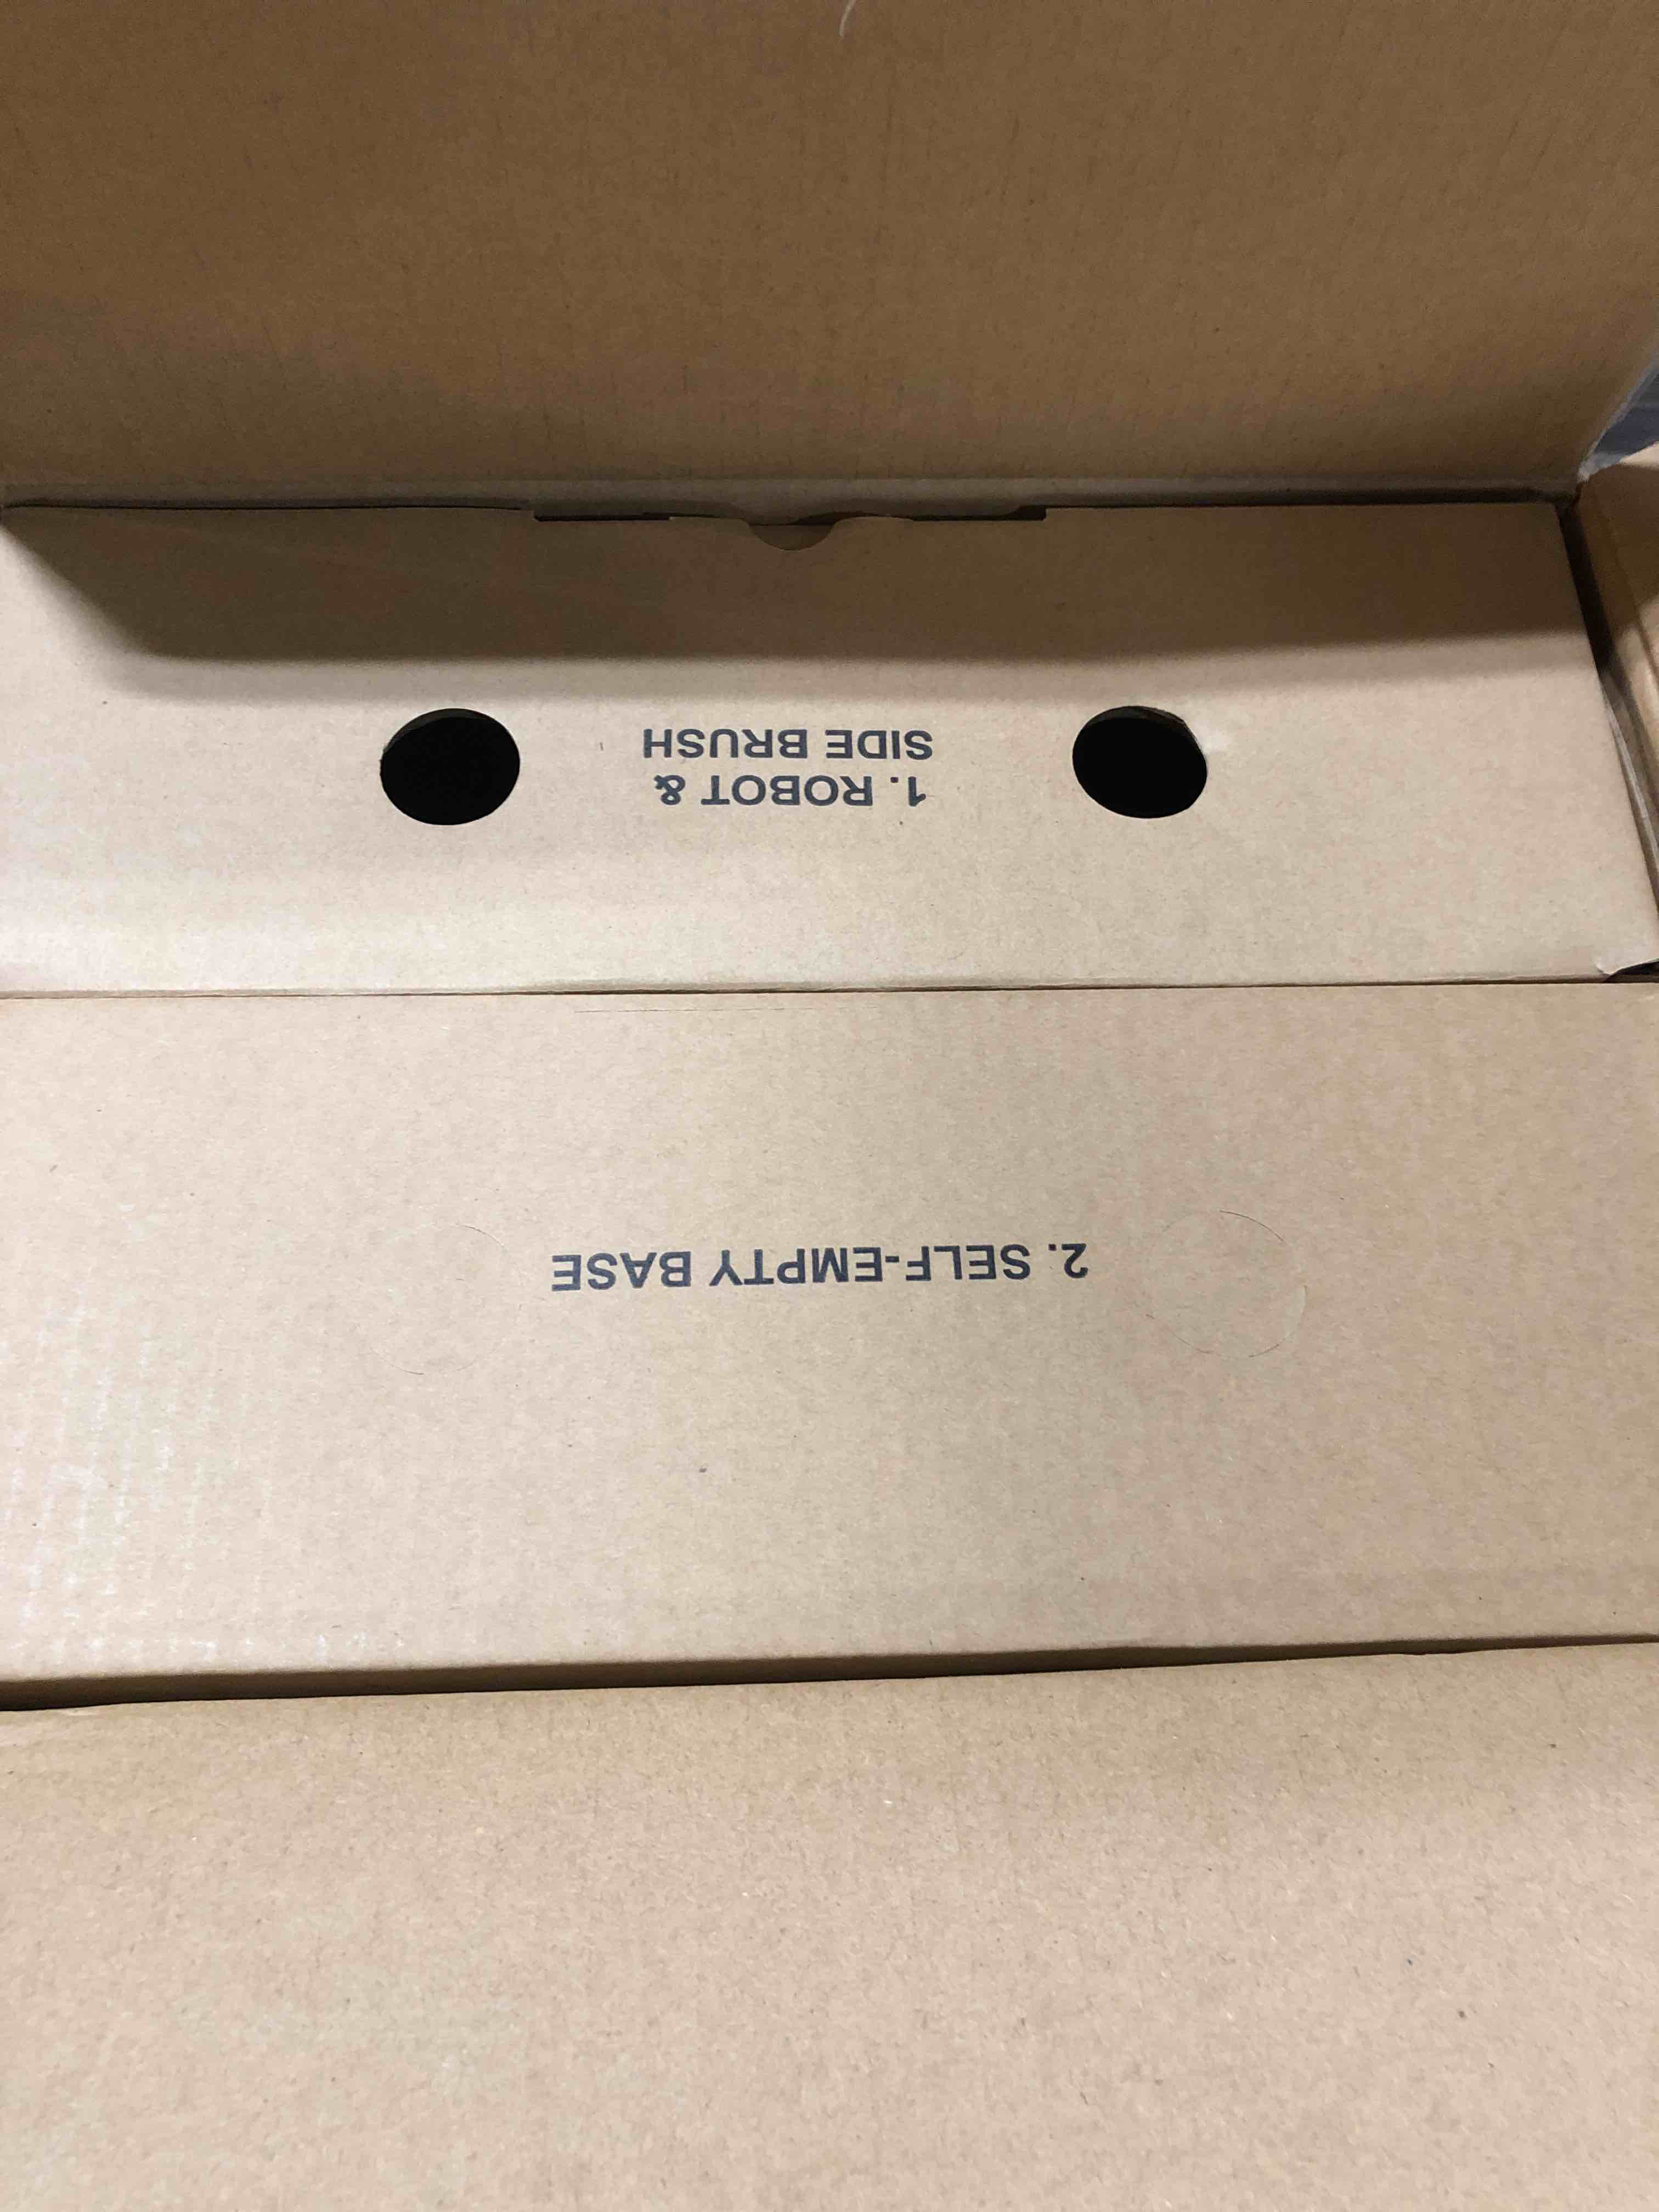 1. ROBOT &
SIDE BRUSH
2. SELF-EMPTY BASE